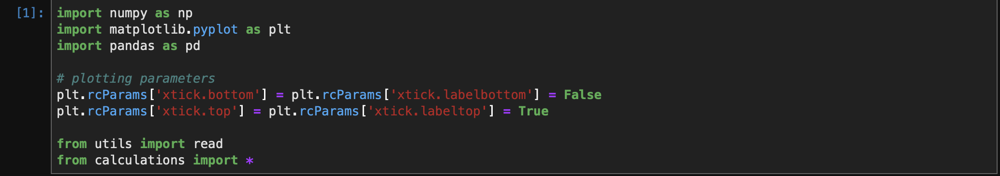 [1]: import numpy as np
import matplotlib.pyplot as plt
import pandas as pd
# plotting parameters
plt.rcParams['xtick.bottom'] = plt.rcParams['xtick.labelbottom'] = False
plt.rcParams['xtick.top'] = plt.rcParams['xtick.labeltop'] = True
from utils import read
from calculations import *